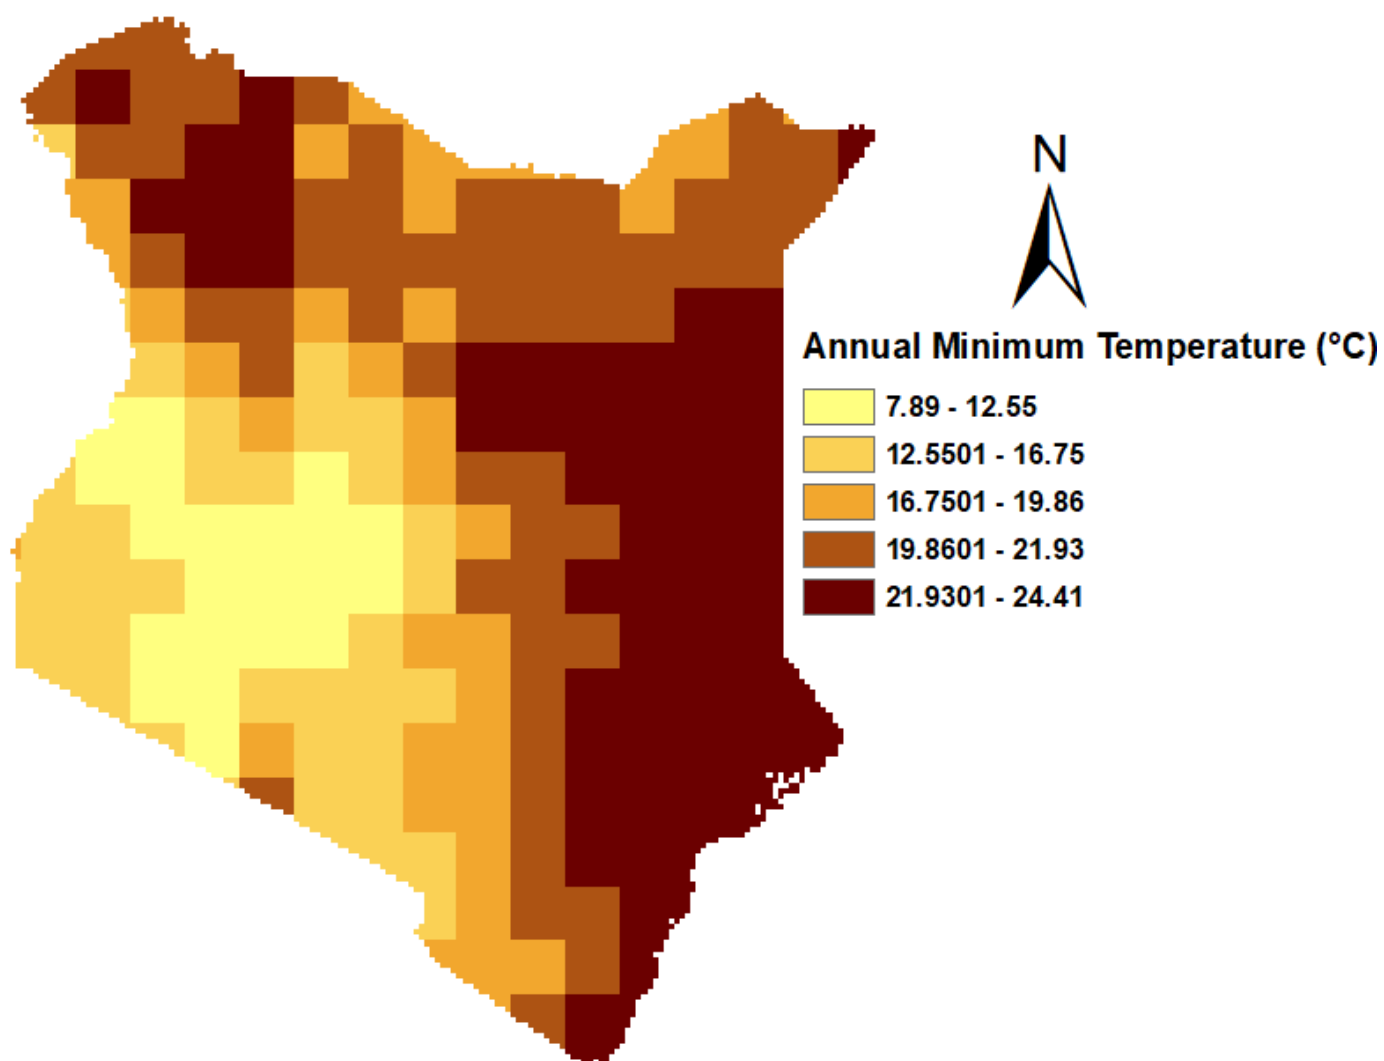 N
Annual Minimum Temperature (°C)
7.89 - 12.55
12.5501 - 16.75
16.7501 - 19.86
19.8601 - 21.93
21.9301 - 24.41